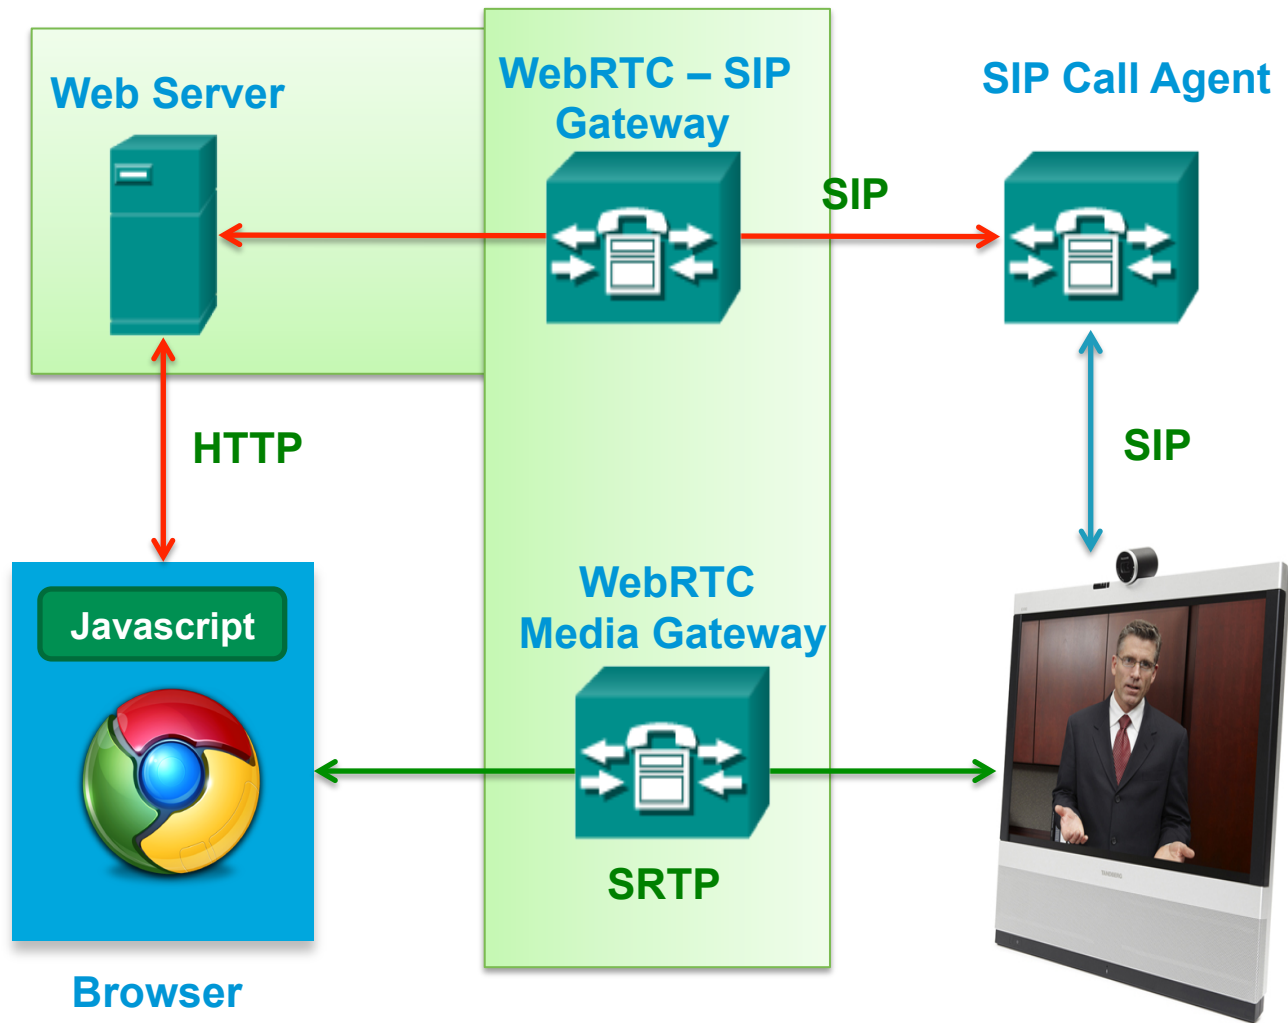 Web Server
WebRTC – SIP
Gateway
SIP Call Agent
SIP
HTTP
SIP
Javascript
WebRTC
Media Gateway
SRTP
Browser